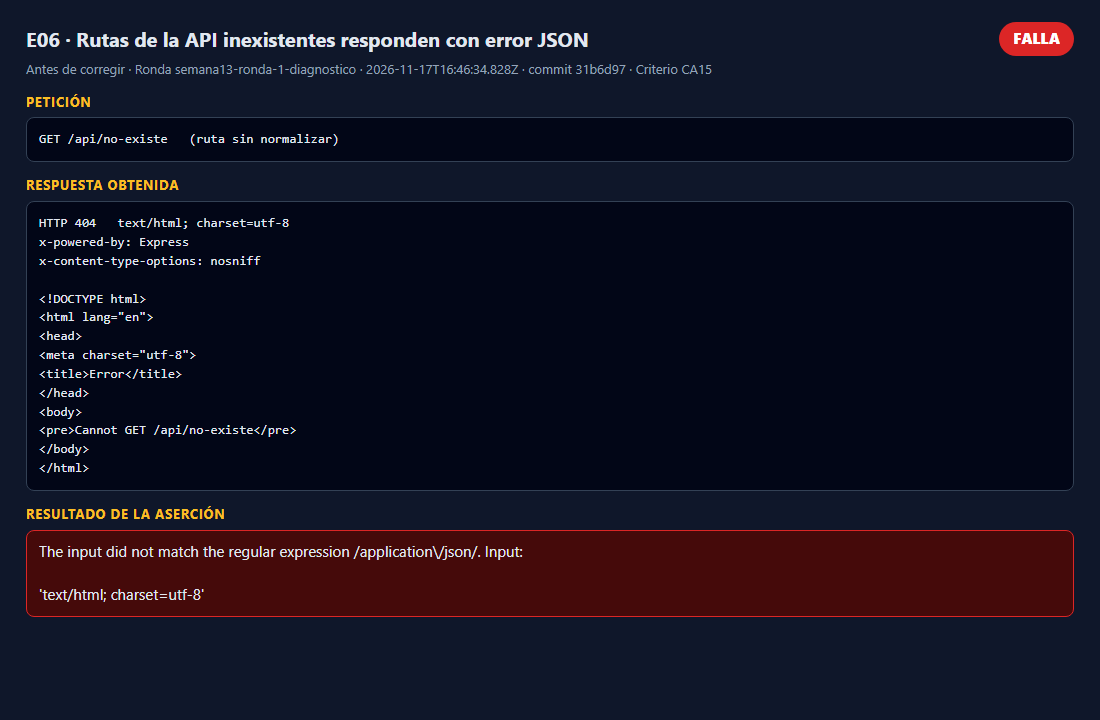 E06 · Rutas de la API inexistentes responden con error JSON
FALLA
Antes de corregir · Ronda semana13-ronda-1-diagnostico · 2026-11-17T16:46:34.828Z · commit 31b6d97 · Criterio CA15
PETICIÓN
GET /api/no-existe   (ruta sin normalizar)
RESPUESTA OBTENIDA
HTTP 404   text/html; charset=utf-8
x-powered-by: Express
x-content-type-options: nosniff
<!DOCTYPE html>
<html lang="en">
<head>
<meta charset="utf-8">
<title>Error</title>
</head>
<body>
<pre>Cannot GET /api/no-existe</pre>
</body>
</html>
RESULTADO DE LA ASERCIÓN
The input did not match the regular expression /application\/json/. Input:
'text/html; charset=utf-8'